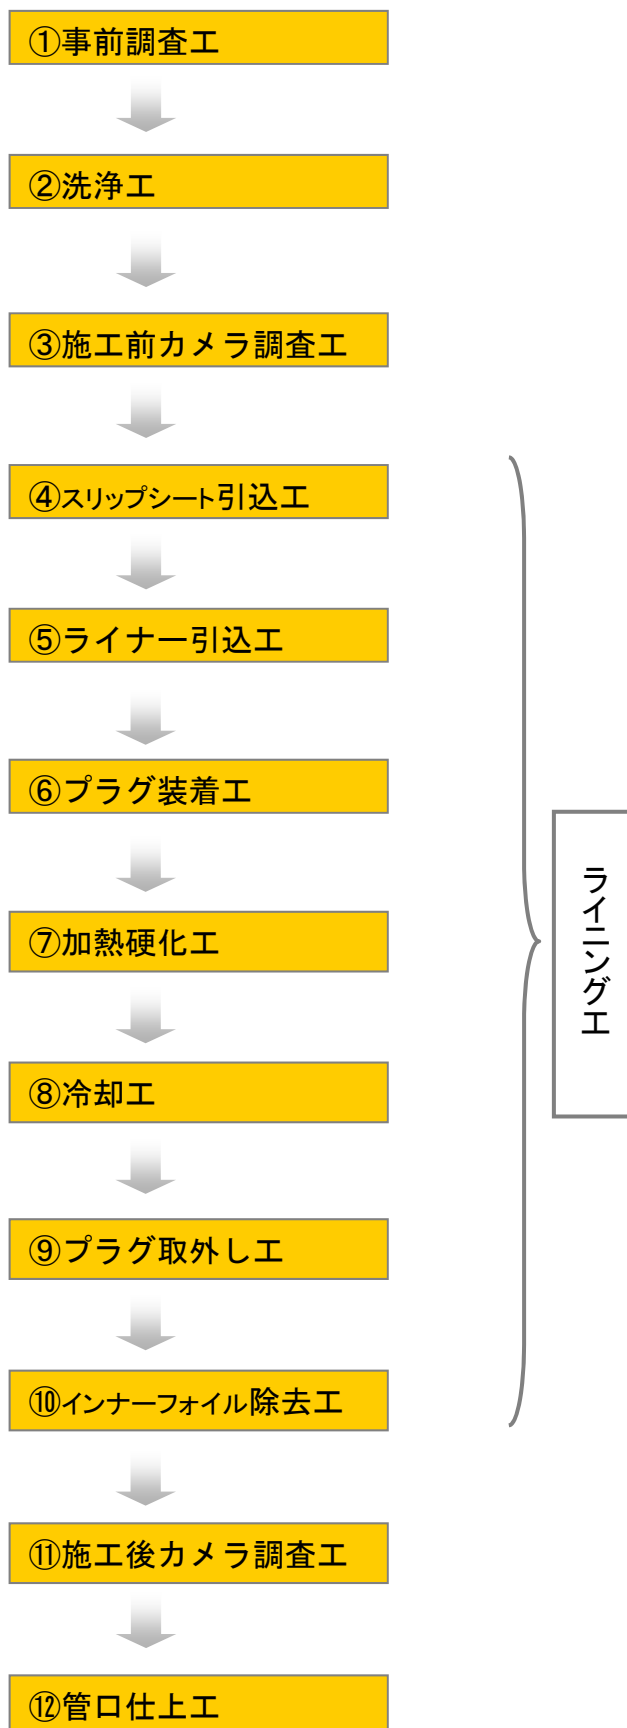 ①事前調査工
②洗浄工
③施工前カメラ調査工
④スリップシート引込工
⑤ライナー引込工
⑥プラグ装着工
⑦加熱硬化工
⑧冷却工
⑨プラグ取外し工
⑩インナーフォイル除去工
ライニング工
⑪施工後カメラ調査工
⑫管口仕上工